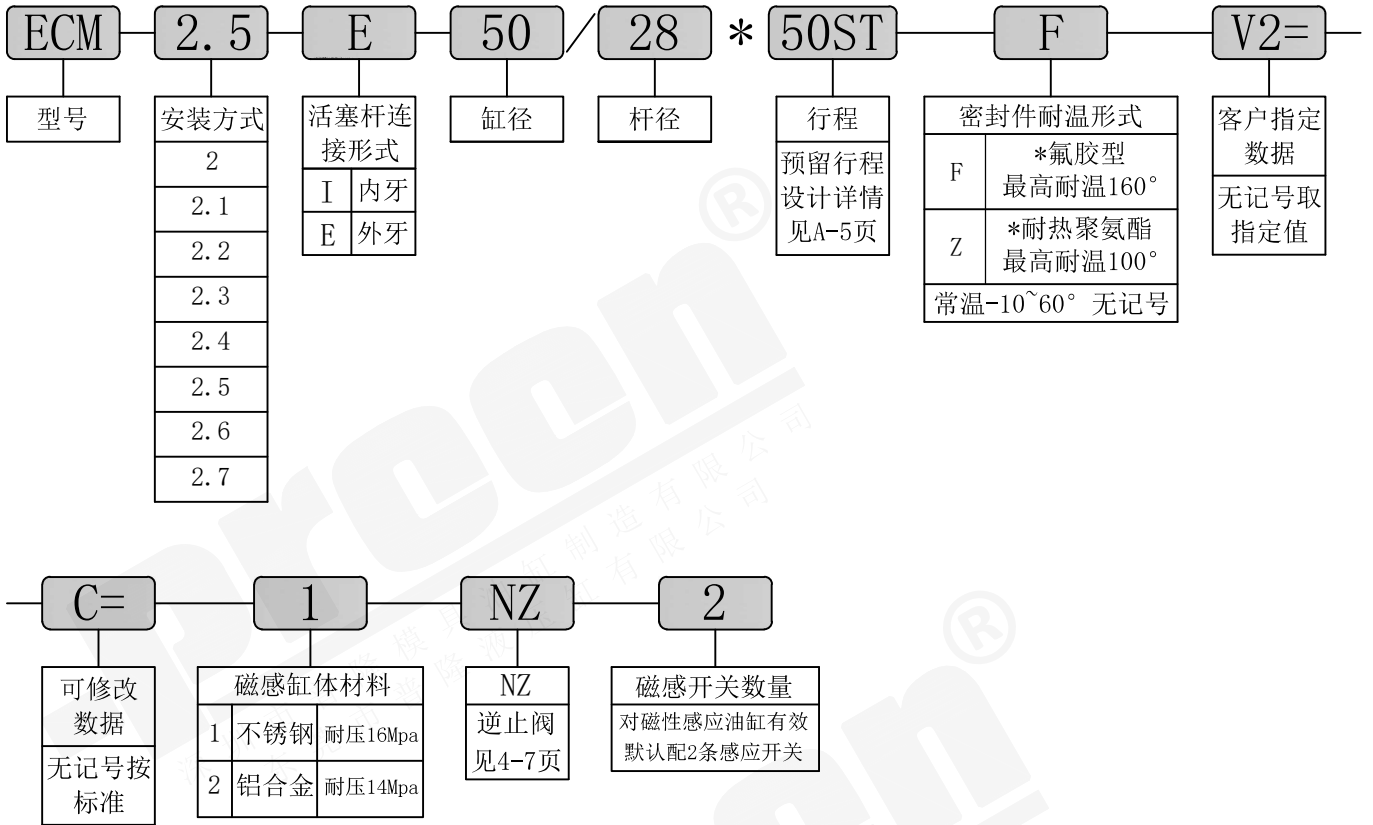 ECM 2.5 E 50 / 28 * 50ST F V2=
型号
安装方式
2
2.1
2.2
2.3
2.4
2.5
2.6
2.7
活塞杆连
接形式
I 内牙
E 外牙
缸径
杆径
行程
预留行程
设计详情
见A-5页
密封件耐温形式
F *氟胶型
最高耐温160°
Z *耐热聚氨酯
最高耐温100°
常温-10~60° 无记号
客户指定
数据
无记号取
指定值
C= 1 NZ 2
可修改
数据
无记号按
标准
磁感缸体材料
1 不锈钢 耐压16Mpa
2 铝合金 耐压14Mpa
NZ
逆止阀
见4-7页
磁感开关数量
对磁性感应油缸有效
默认配2条感应开关
precn
®
®